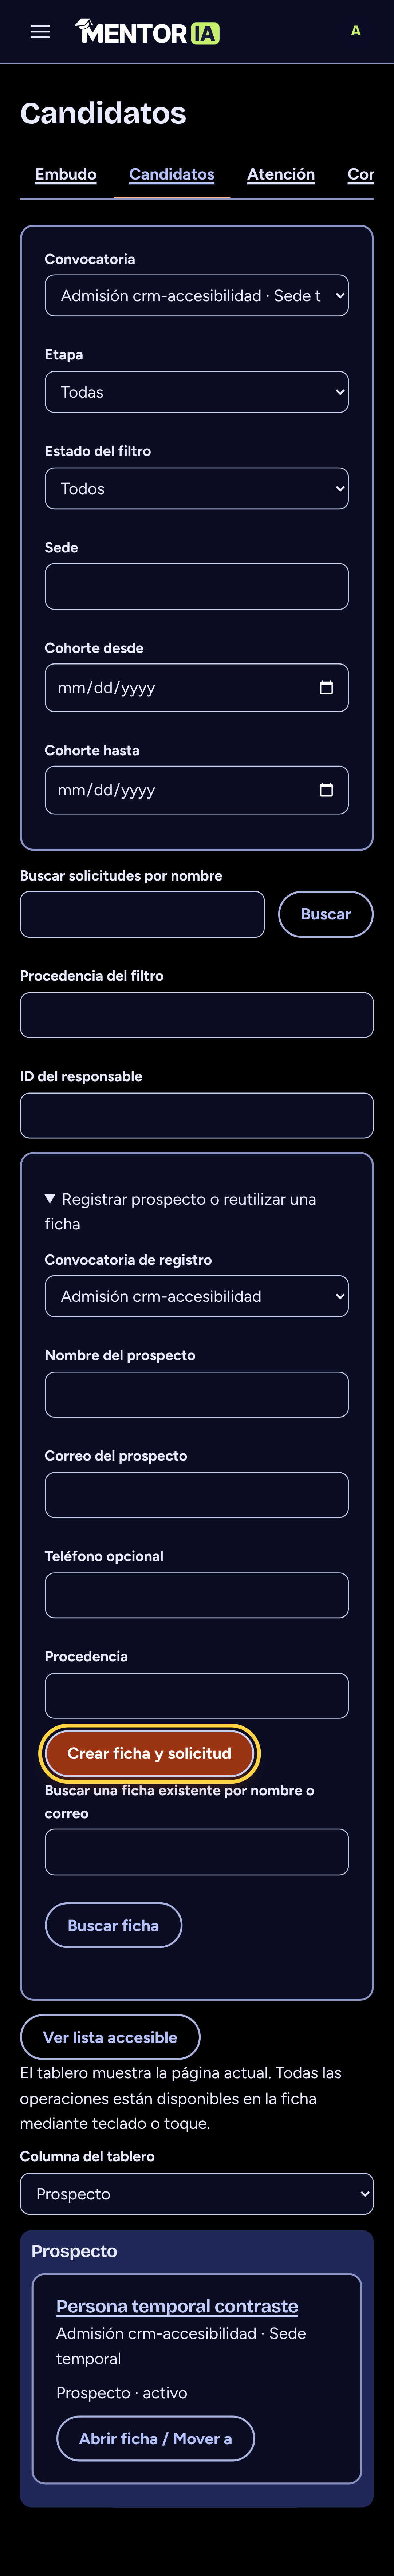 MENTORIA
A
Candidatos
Embudo Candidatos Atención
Convocatoria
Admisión crm-accesibilidad · Sede t
Etapa
Todas
Estado del filtro
Todos
Sede
Cohorte desde
mm/dd/yyyy
Cohorte hasta
mm/dd/yyyy
Buscar solicitudes por nombre
Buscar
Procedencia del filtro
ID del responsable
Registrar prospecto o reutilizar una
ficha
Convocatoria de registro
Admisión crm-accesibilidad
Nombre del prospecto
Correo del prospecto
Teléfono opcional
Procedencia
Crear ficha y solicitud
Buscar una ficha existente por nombre o
correo
Buscar ficha
Ver lista accesible
El tablero muestra la página actual. Todas las
operaciones están disponibles en la ficha
mediante teclado o toque.
Columna del tablero
Prospecto
Prospecto
Persona temporal contraste
Admisión crm-accesibilidad · Sede
temporal
Prospecto · activo
Abrir ficha / Mover a